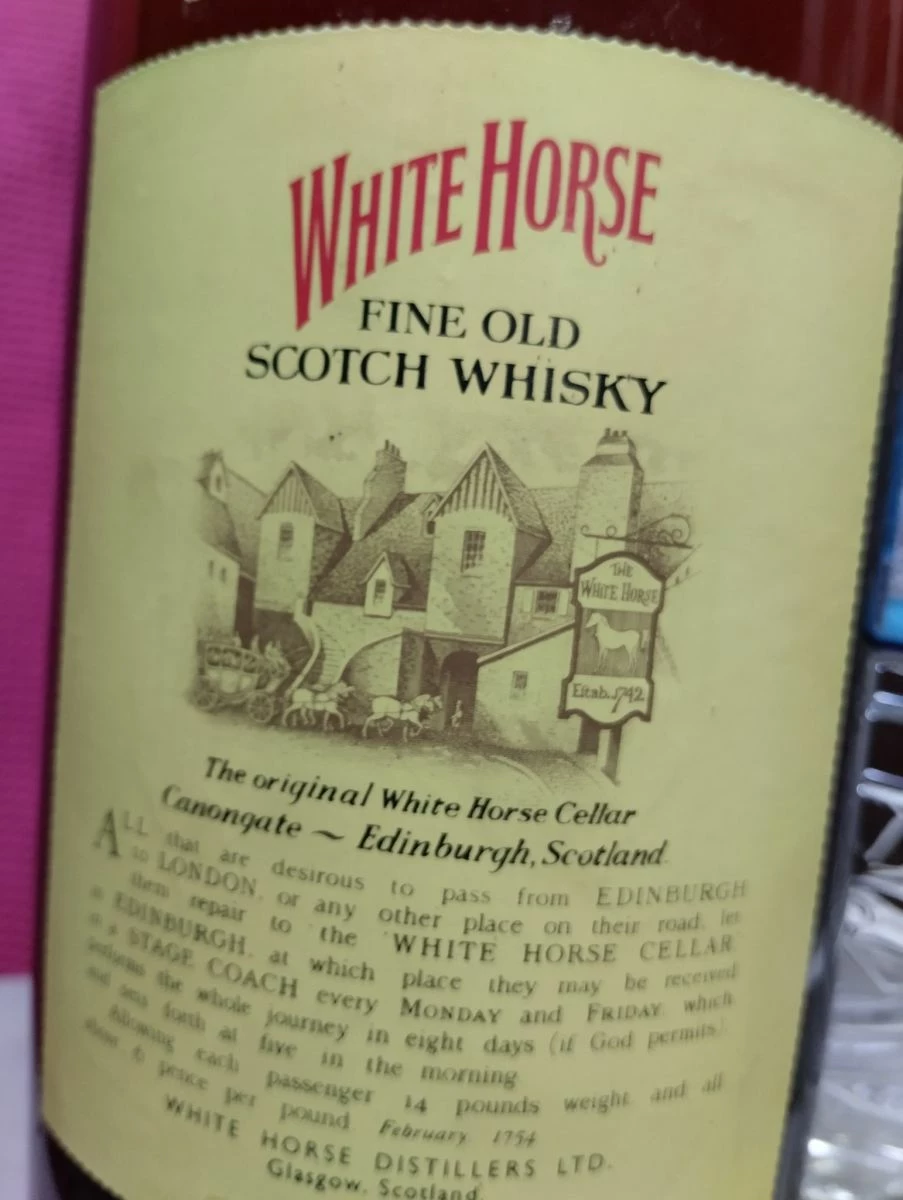 WHITE HORSE
FINE OLD
SCOTCH WHISKY
THE
WHITE HORSE
Estab. 1742
The original White Horse Cellar
Canongate ~ Edinburgh, Scotland
ALL that are desirous to pass from EDINBURGH
to LONDON, or any other place on their road, let
them repair to the WHITE HORSE CELLAR
in EDINBURGH, at which place they may be received
in a STAGE COACH every MONDAY and FRIDAY, which
performs the whole journey in eight days (if God permits)
and sets forth at five in the morning
Allowing each passenger 14 pounds weight and all
above 6 pence per pound February 1754
WHITE HORSE DISTILLERS LTD.
Glasgow, Scotland.